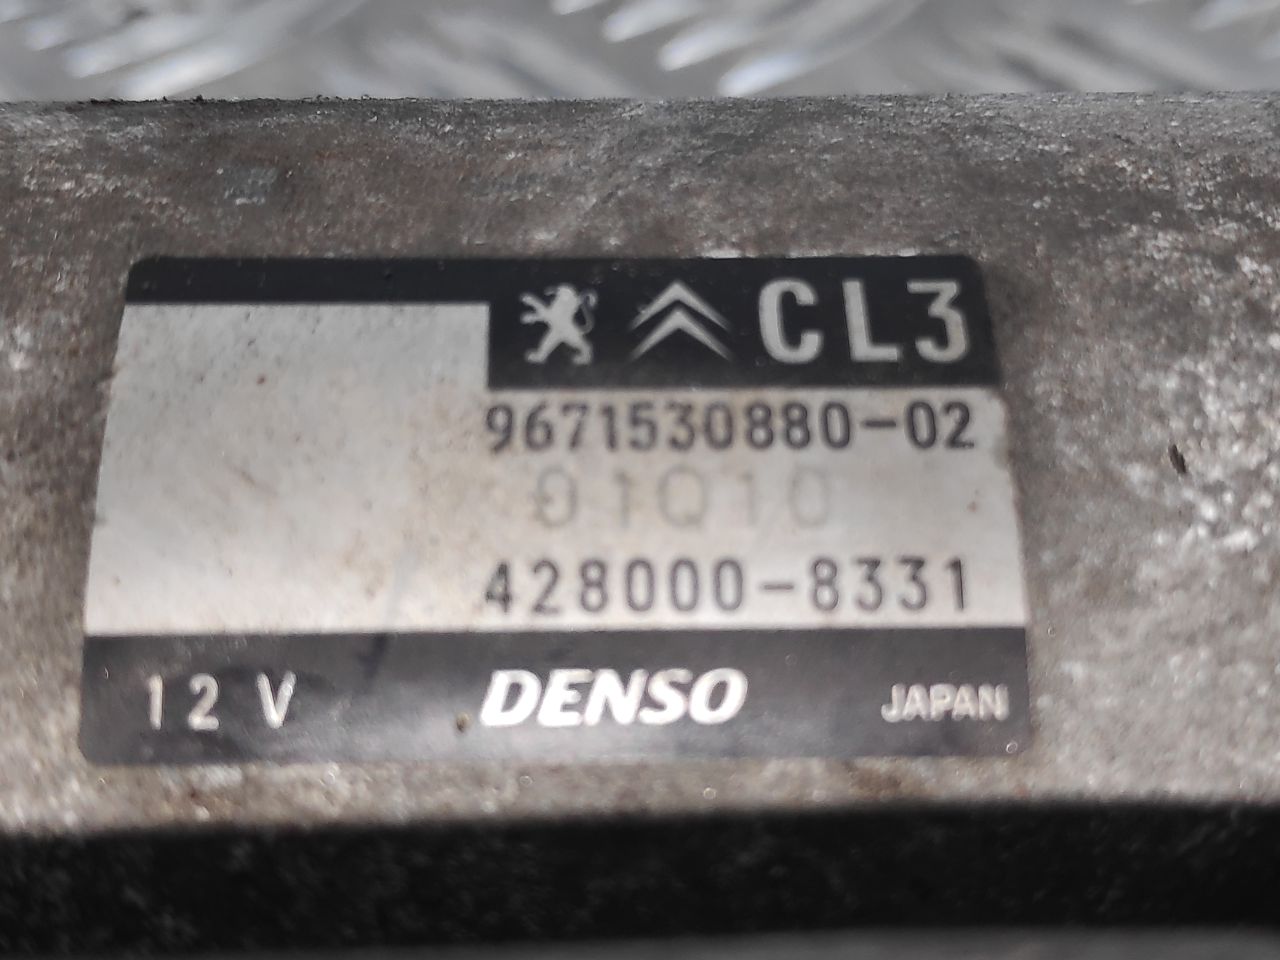 CL3
9671530880-02
01Q10
428000-8331
12 V DENSO JAPAN